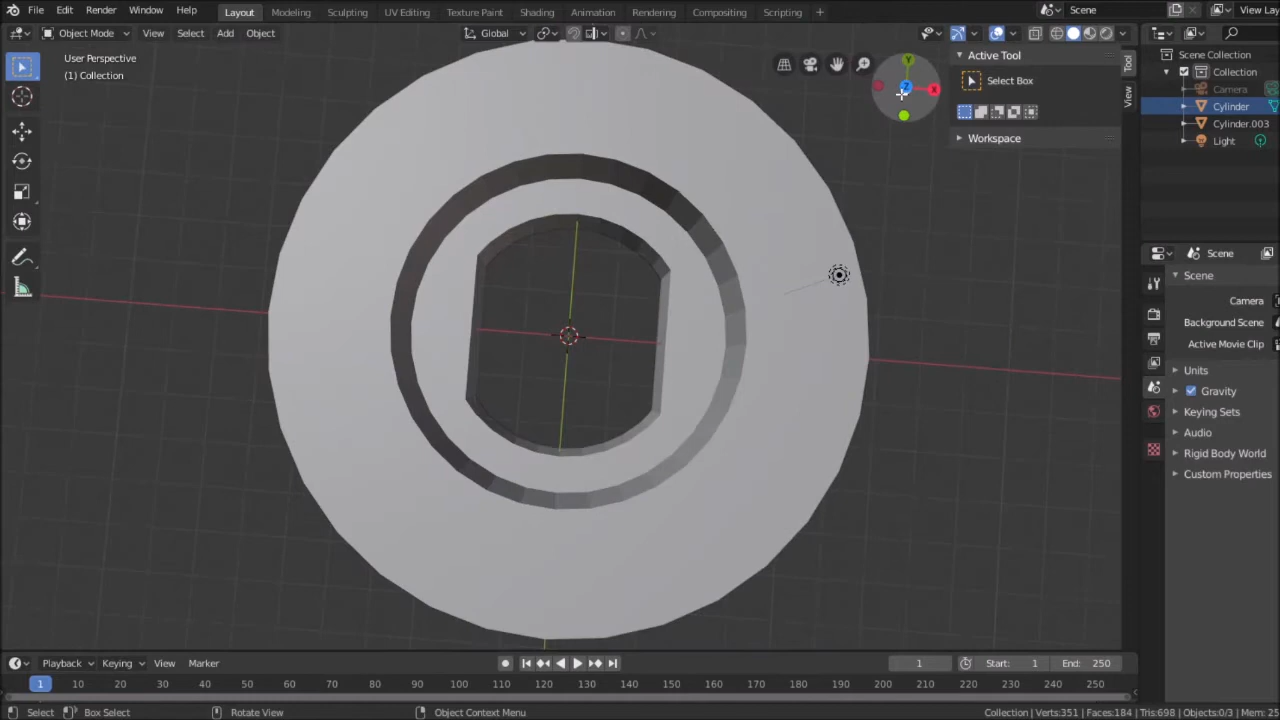 File Edit Render Window Help Layout Modeling Sculpting UV Editing Texture Paint Shading Animation Rendering Compositing Scripting + Scene View Lay
Object Mode View Select Add Object Global
User Perspective
(1) Collection
Y
Z
X
Active Tool
Select Box
Workspace
Tool
View
Scene Collection
Collection
Camera
Cylinder
Cylinder.003
Light
Scene
Scene
Camera
Background Scene
Active Movie Clip
Units
Gravity
Keying Sets
Audio
Rigid Body World
Custom Properties
Playback Keying View Marker 1 Start: 1 End: 250
1 10 20 30 40 50 60 70 80 90 100 110 120 130 140 150 160 170 180 190 200 210 220 230 240 250
Select Box Select Rotate View Object Context Menu Collection | Verts:351 | Faces:184 | Tris:698 | Objects:0/3 | Mem: 25